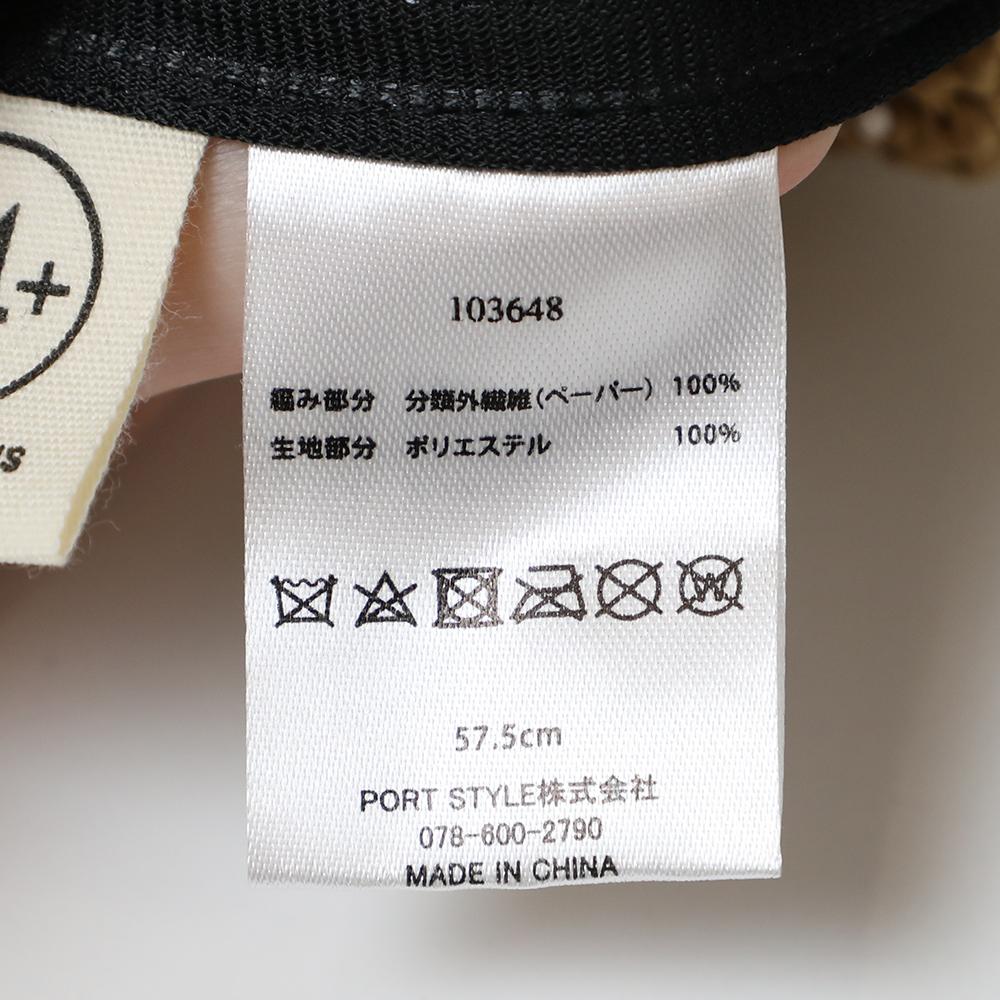 103648
編み部分 分類外繊維(ペーパー) 100%
生地部分 ポリエステル 100%
57.5cm
PORT STYLE株式会社
078-600-2790
MADE IN CHINA